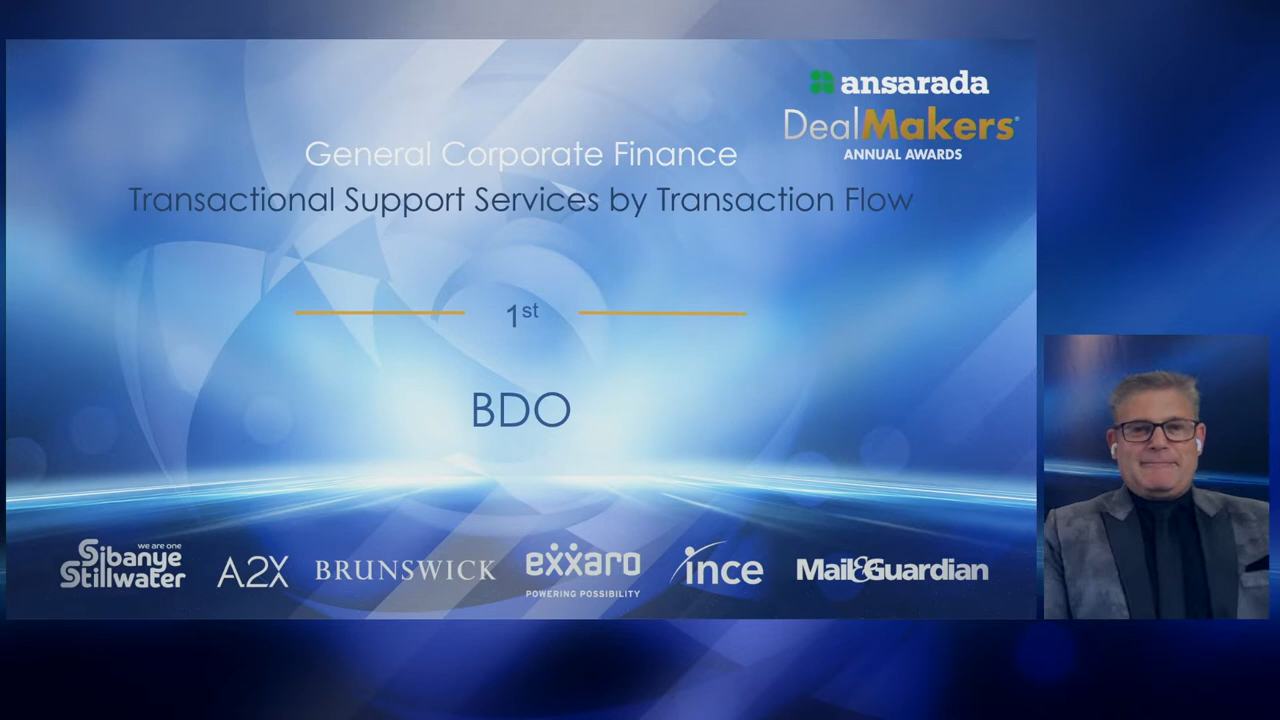 ansarada
DealMakers®
ANNUAL AWARDS
General Corporate Finance
Transactional Support Services by Transaction Flow
1st
BDO
we are one
Sibanye
Stillwater
A2X
BRUNSWICK
exxaro
POWERING POSSIBILITY
ince
Mail&Guardian